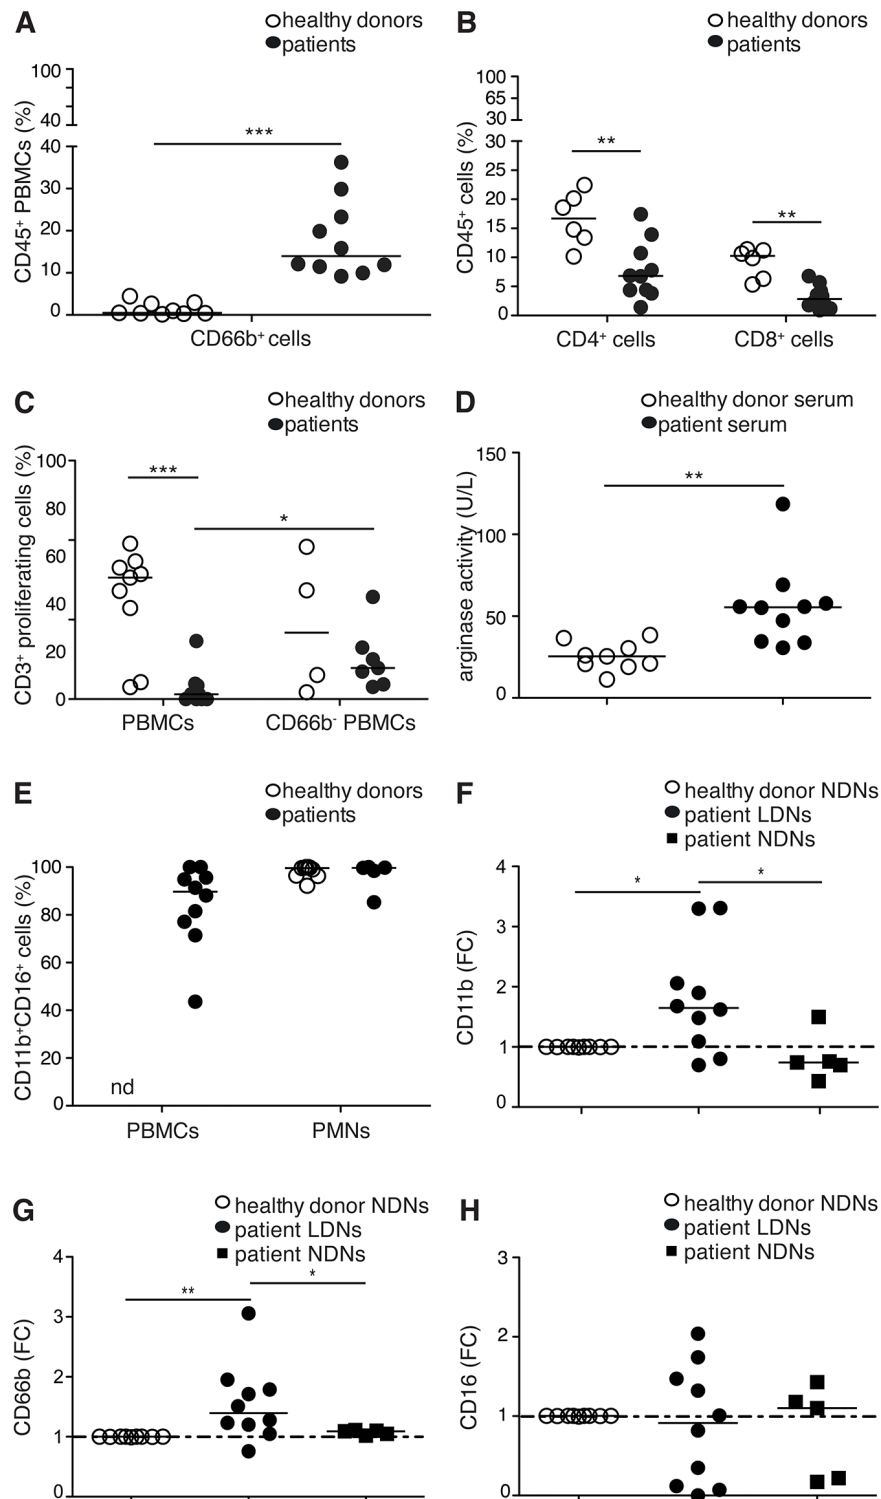 A
healthy donors
patients
CD45+ PBMCs (%)
100
40
***
40
20
10
0
CD66b+ cells
B
healthy donors
patients
CD45+ cells (%)
100
65
30
30
25
20
15
10
5
0
**
**
CD4+ cells
CD8+ cells
C
healthy donors
patients
CD3+ proliferating cells (%)
100
80
60
40
20
0
***
*
PBMCs
CD66b- PBMCs
D
healthy donor serum
patient serum
arginase activity (U/L)
150
100
50
0
**
E
healthy donors
patients
CD11b+CD16+ cells (%)
100
80
60
40
20
0
nd
PBMCs
PMNs
F
healthy donor NDNs
patient LDNs
patient NDNs
CD11b (FC)
4
3
2
1
0
*
*
G
healthy donor NDNs
patient LDNs
patient NDNs
CD66b (FC)
4
3
2
1
0
**
*
H
healthy donor NDNs
patient LDNs
patient NDNs
CD16 (FC)
3
2
1
0